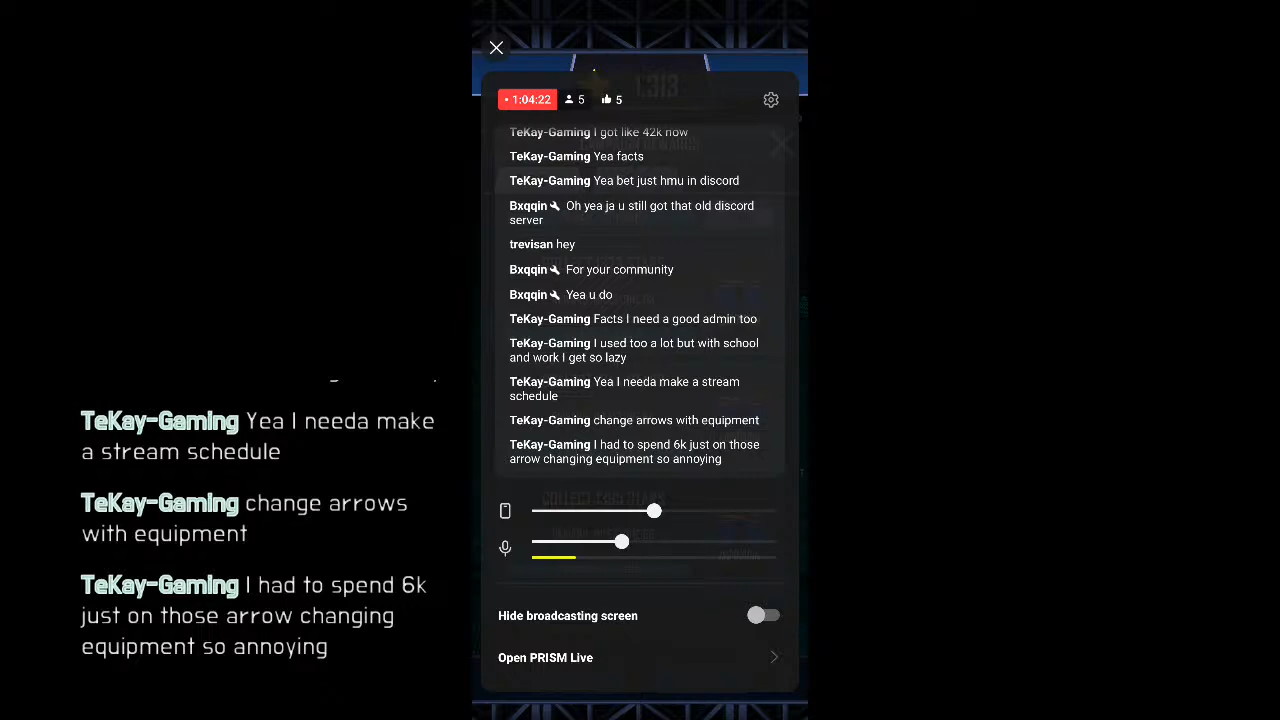 1,313
1:04:22
5
5
TeKay-Gaming I got like 42k now
TeKay-Gaming Yea facts
TeKay-Gaming Yea bet just hmu in discord
Bxqqin Oh yea ja u still got that old discord
server
trevisan hey
Bxqqin For your community
Bxqqin Yea u do
TeKay-Gaming Facts I need a good admin too
TeKay-Gaming I used too a lot but with school
and work I get so lazy
TeKay-Gaming Yea I needa make a stream
schedule
TeKay-Gaming change arrows with equipment
TeKay-Gaming I had to spend 6k just on those
arrow changing equipment so annoying
Hide broadcasting screen
Open PRISM Live
TeKay-Gaming Yea I needa make
a stream schedule
TeKay-Gaming change arrows
with equipment
TeKay-Gaming I had to spend 6k
just on those arrow changing
equipment so annoying